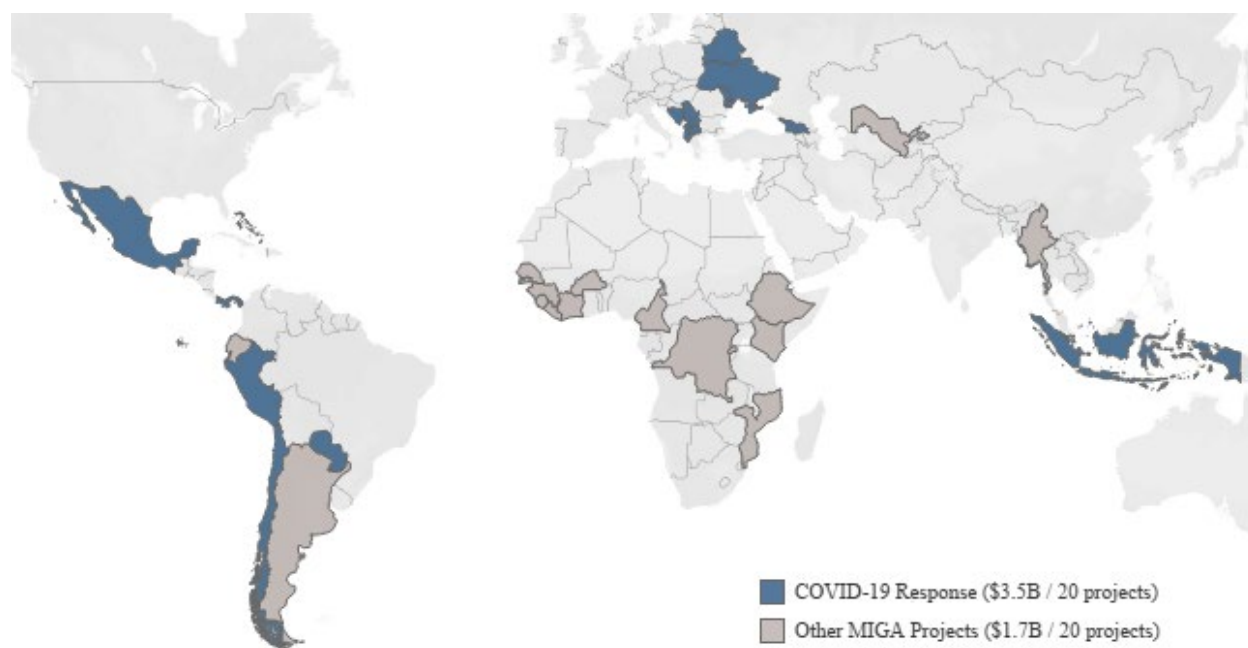 COVID-19 Response ($3.5B / 20 projects)
Other MIGA Projects ($1.7B / 20 projects)